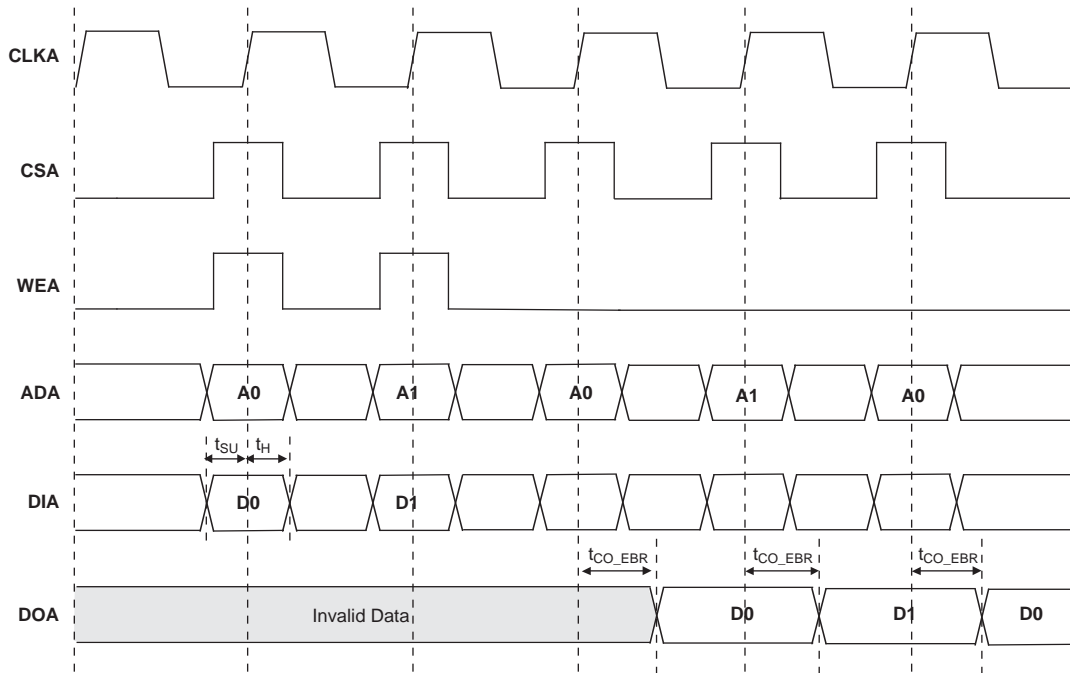 CLKA
CSA
WEA
ADA A0 A1 A0 A1 A0
tSU tH
DIA D0 D1
tCO_EBR tCO_EBR tCO_EBR
DOA Invalid Data D0 D1 D0